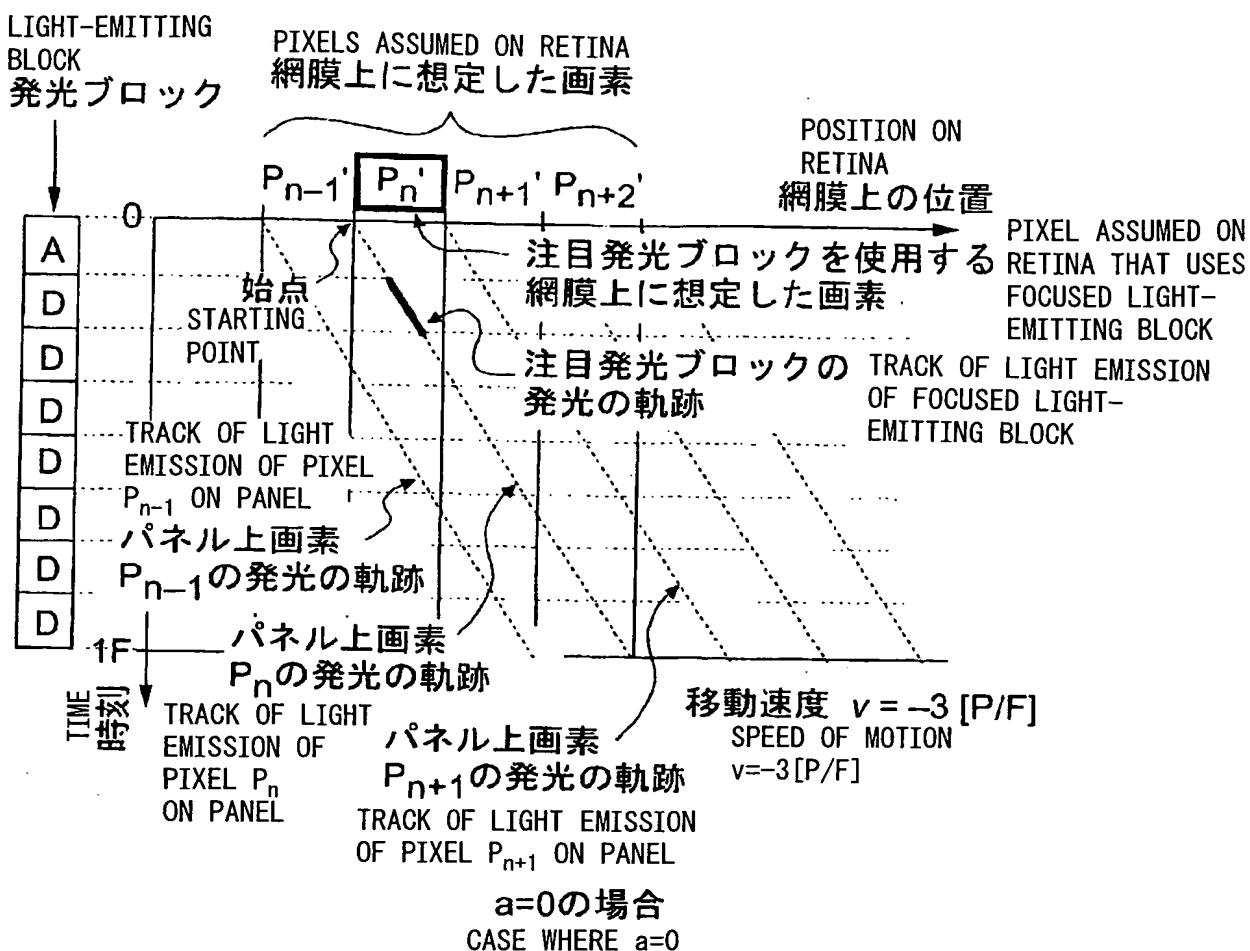 LIGHT-EMITTING
BLOCK
発光ブロック
PIXELS ASSUMED ON RETINA
網膜上に想定した画素
POSITION ON
RETINA
網膜上の位置
Pn-1' Pn' Pn+1' Pn+2'
0
A
D
D
D
D
D
D
D
始点
STARTING
POINT
注目発光ブロックを使用する
網膜上に想定した画素
PIXEL ASSUMED ON
RETINA THAT USES
FOCUSED LIGHT-
EMITTING BLOCK
注目発光ブロックの
発光の軌跡
TRACK OF LIGHT EMISSION
OF FOCUSED LIGHT-
EMITTING BLOCK
TRACK OF LIGHT
EMISSION OF PIXEL
Pn-1 ON PANEL
パネル上画素
Pn-1の発光の軌跡
1F
TIME
時刻
パネル上画素
Pnの発光の軌跡
TRACK OF LIGHT
EMISSION OF
PIXEL Pn
ON PANEL
パネル上画素
Pn+1の発光の軌跡
TRACK OF LIGHT EMISSION
OF PIXEL Pn+1 ON PANEL
移動速度 v = -3 [P/F]
SPEED OF MOTION
v=-3[P/F]
a=0の場合
CASE WHERE a=0